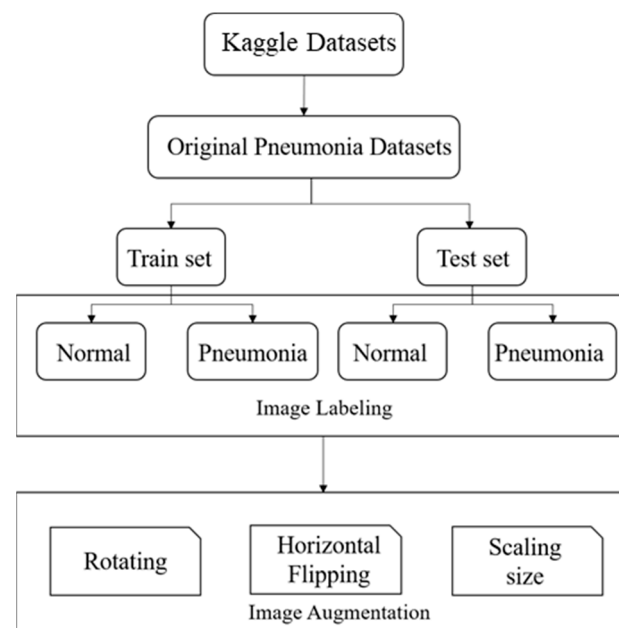 Kaggle Datasets
Original Pneumonia Datasets
Train set
Test set
Normal
Pneumonia
Normal
Pneumonia
Image Labeling
Rotating
Horizontal
Flipping
Scaling
size
Image Augmentation